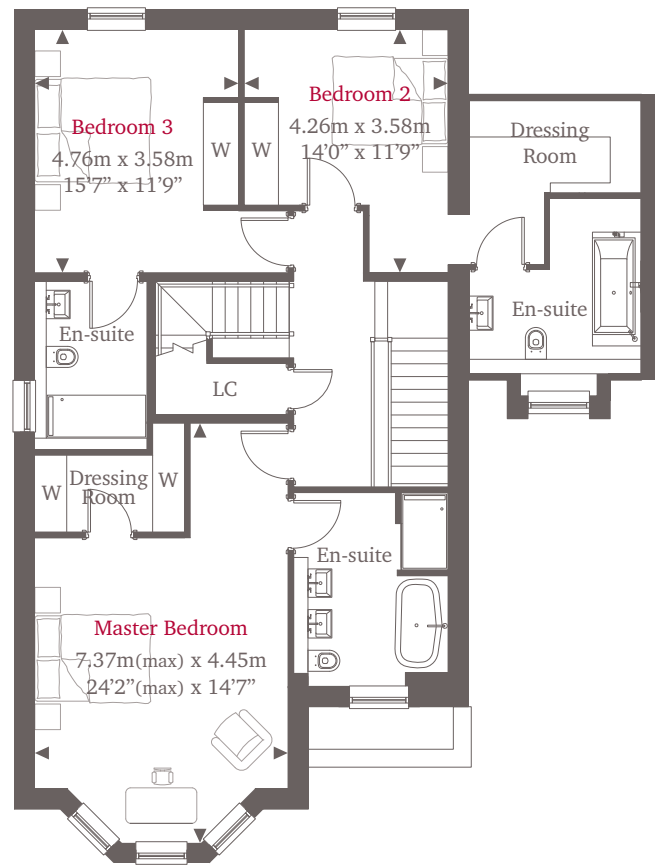 Bedroom 3
4.76m x 3.58m
15’7” x 11’9”
W
W
Bedroom 2
4.26m x 3.58m
14’0” x 11’9”
Dressing
Room
En-suite
En-suite
LC
W
Dressing
Room
W
En-suite
Master Bedroom
7.37m(max) x 4.45m
24’2”(max) x 14’7”